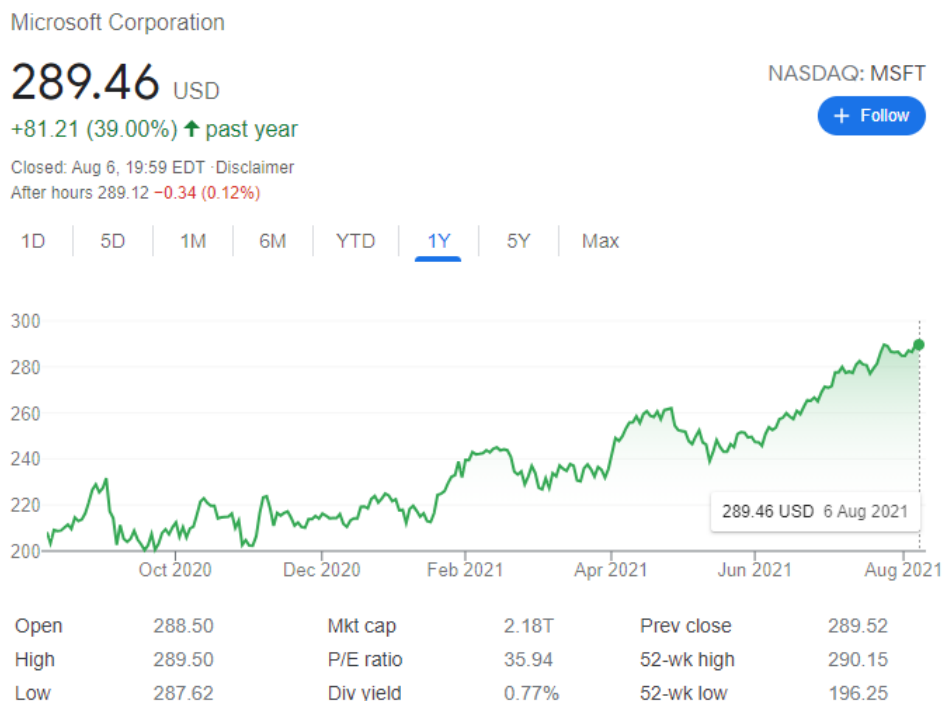 Microsoft Corporation
289.46 USD
NASDAQ: MSFT
+81.21 (39.00%) ↑ past year
+ Follow
Closed: Aug 6, 19:59 EDT ·Disclaimer
After hours 289.12 −0.34 (0.12%)
1D 5D 1M 6M YTD 1Y 5Y Max
300
280
260
240
220
200
289.46 USD 6 Aug 2021
Oct 2020 Dec 2020 Feb 2021 Apr 2021 Jun 2021 Aug 2021
Open 288.50 Mkt cap 2.18T Prev close 289.52
High 289.50 P/E ratio 35.94 52-wk high 290.15
Low 287.62 Div yield 0.77% 52-wk low 196.25